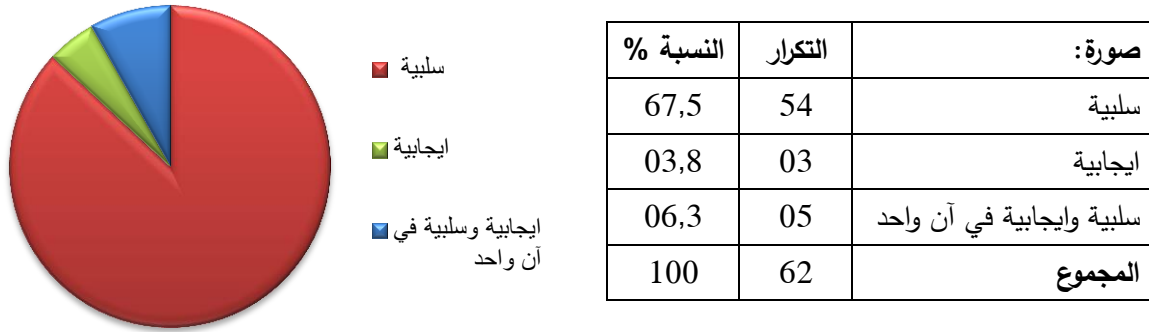 صورة: التكرار النسبة %
سلبية 54 67,5
ايجابية 03 03,8
سلبية وايجابية في آن واحد 05 06,3
المجموع 62 100
سلبية
ايجابية
ايجابية وسلبية في
آن واحد